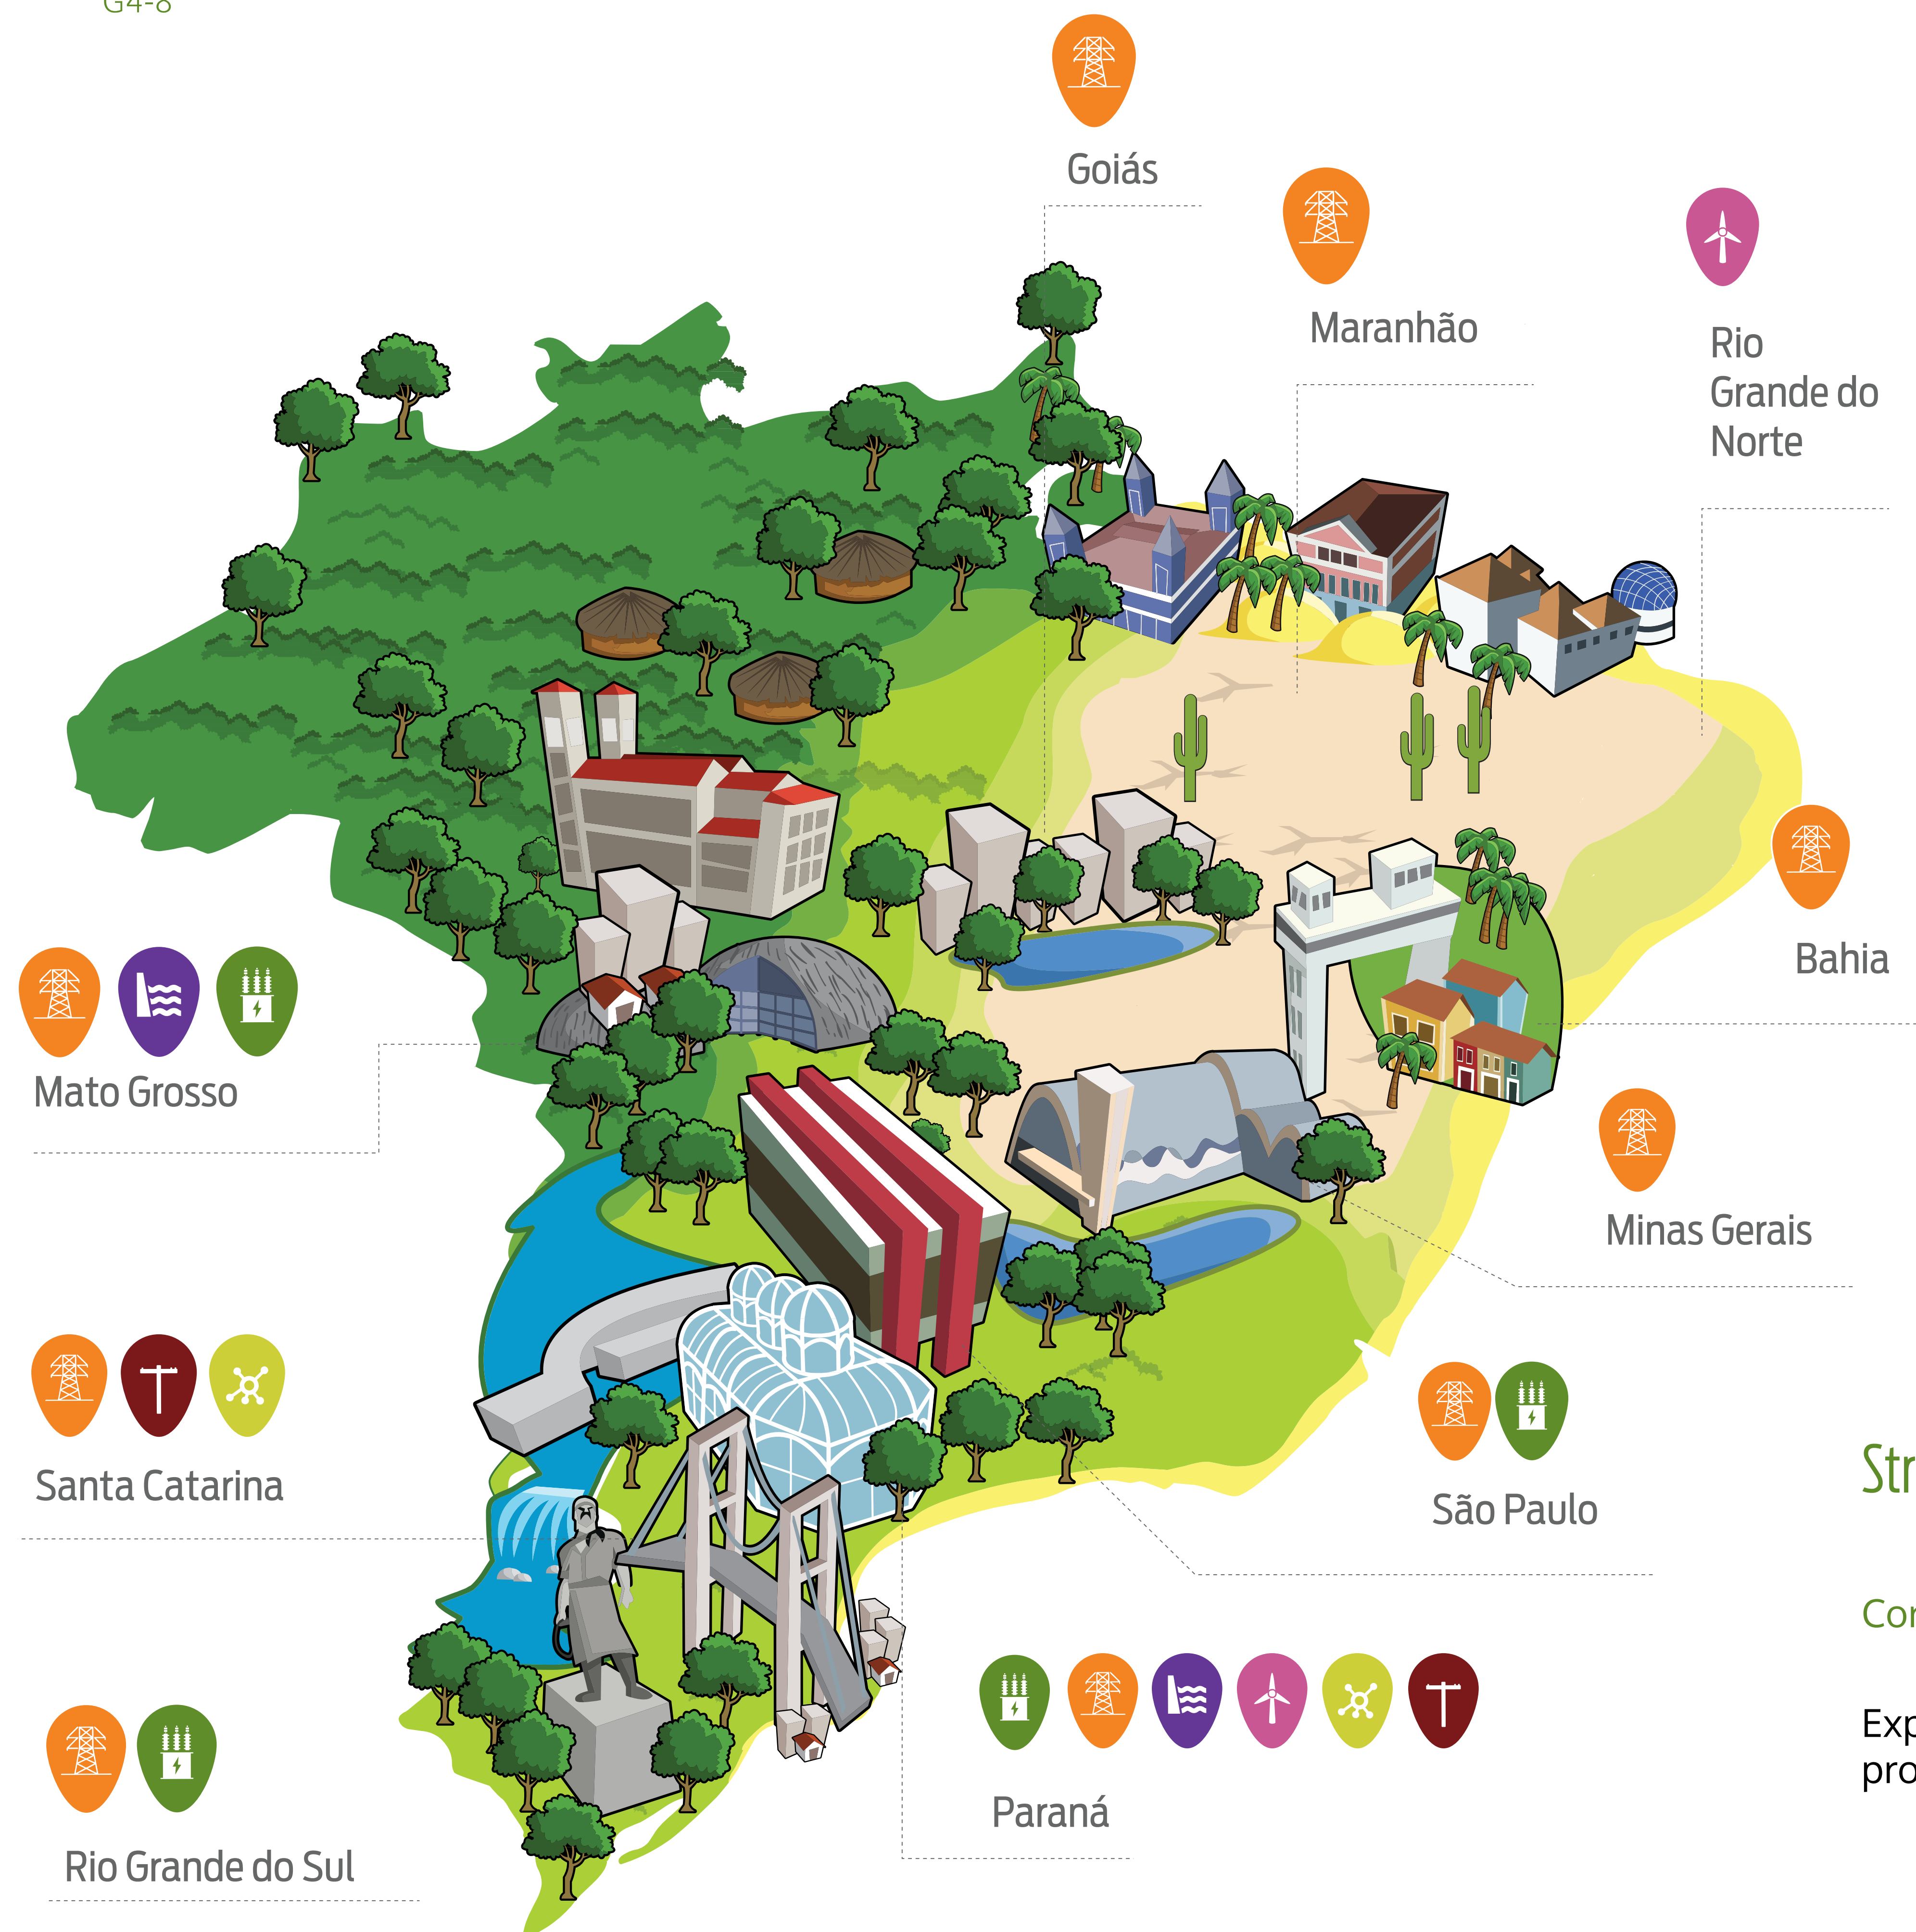 G4-8
Goiás
Maranhão
Rio
Grande do
Norte
Bahia
Mato Grosso
Minas Gerais
Santa Catarina
São Paulo
Paraná
Rio Grande do Sul